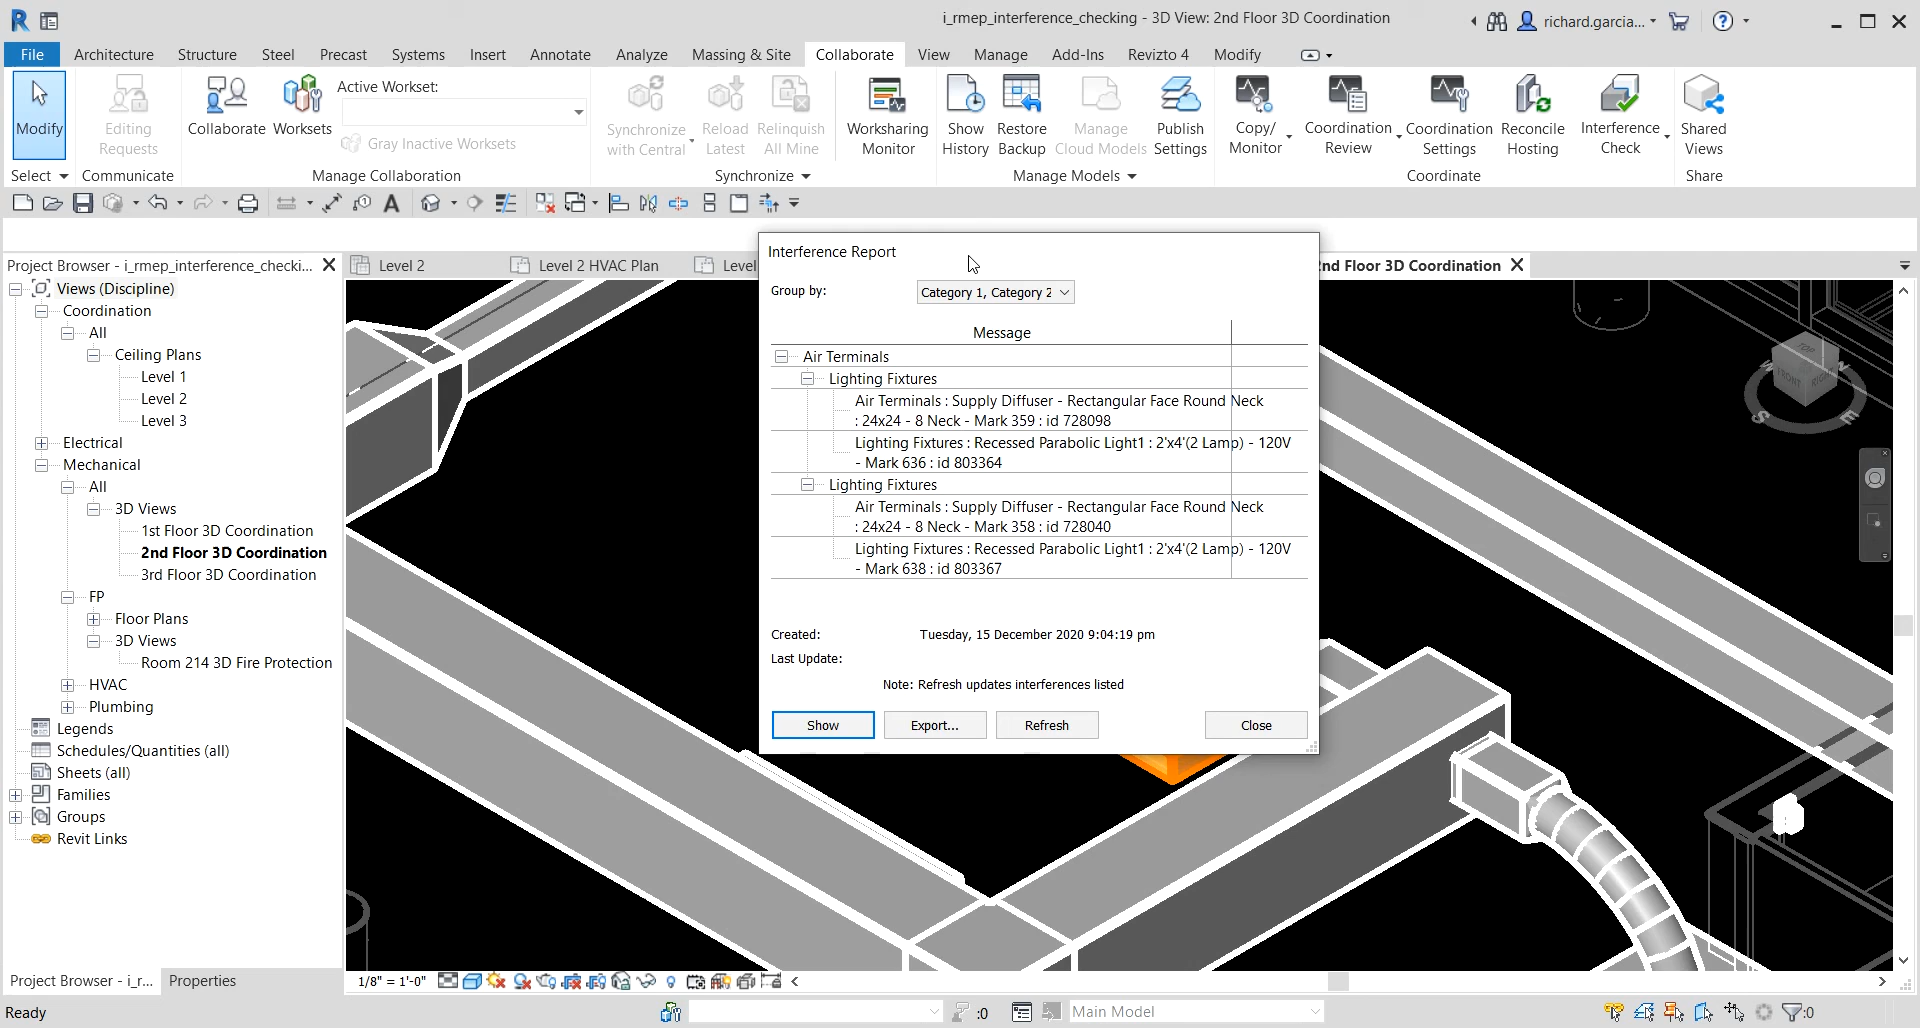 i_rmep_interference_checking - 3D View: 2nd Floor 3D Coordination
richard.garcia...
File Architecture Structure Steel Precast Systems Insert Annotate Analyze Massing & Site Collaborate View Manage Add-Ins Revizto 4 Modify
Modify
Editing Requests
Collaborate
Worksets
Active Workset:
Gray Inactive Worksets
Synchronize with Central
Reload Latest
Relinquish All Mine
Worksharing Monitor
Show History
Restore Backup
Manage Cloud Models
Publish Settings
Copy/ Monitor
Coordination Review
Coordination Settings
Reconcile Hosting
Interference Check
Shared Views
Select Communicate Manage Collaboration Synchronize Manage Models Coordinate Share
Project Browser - i_rmep_interference_checki...
Level 2
Level 2 HVAC Plan
Level
2nd Floor 3D Coordination
Views (Discipline)
Coordination
All
Ceiling Plans
Level 1
Level 2
Level 3
Electrical
Mechanical
All
3D Views
1st Floor 3D Coordination
2nd Floor 3D Coordination
3rd Floor 3D Coordination
FP
Floor Plans
3D Views
Room 214 3D Fire Protection
HVAC
Plumbing
Legends
Schedules/Quantities (all)
Sheets (all)
Families
Groups
Revit Links
Project Browser - i_r...
Properties
Interference Report
Group by:
Category 1, Category 2
Message
Air Terminals
Lighting Fixtures
Air Terminals : Supply Diffuser - Rectangular Face Round Neck
: 24x24 - 8 Neck - Mark 359 : id 728098
Lighting Fixtures : Recessed Parabolic Light1 : 2'x4'(2 Lamp) - 120V
- Mark 636 : id 803364
Lighting Fixtures
Air Terminals : Supply Diffuser - Rectangular Face Round Neck
: 24x24 - 8 Neck - Mark 358 : id 728040
Lighting Fixtures : Recessed Parabolic Light1 : 2'x4'(2 Lamp) - 120V
- Mark 638 : id 803367
Created:
Tuesday, 15 December 2020 9:04:19 pm
Last Update:
Note: Refresh updates interferences listed
Show
Export...
Refresh
Close
TOP
FRONT
RIGHT
W
N
S
E
1/8" = 1'-0"
Ready
:0
Main Model
:0